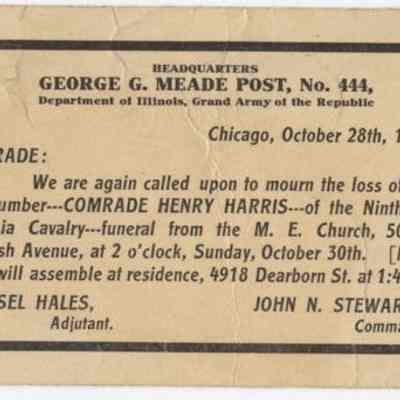 HEADQUARTERS
GEORGE G. MEADE POST, No. 444,
Department of Illinois, Grand Army of the Republic
Chicago, October 28th, 1
RADE:
We are again called upon to mourn the loss of
umber---COMRADE HENRY HARRIS---of the Ninth
ia Cavalry---funeral from the M. E. Church, 50
sh Avenue, at 2 o'clock, Sunday, October 30th. [
will assemble at residence, 4918 Dearborn St. at 1:4
SEL HALES, JOHN N. STEWAR
Adjutant. Comma